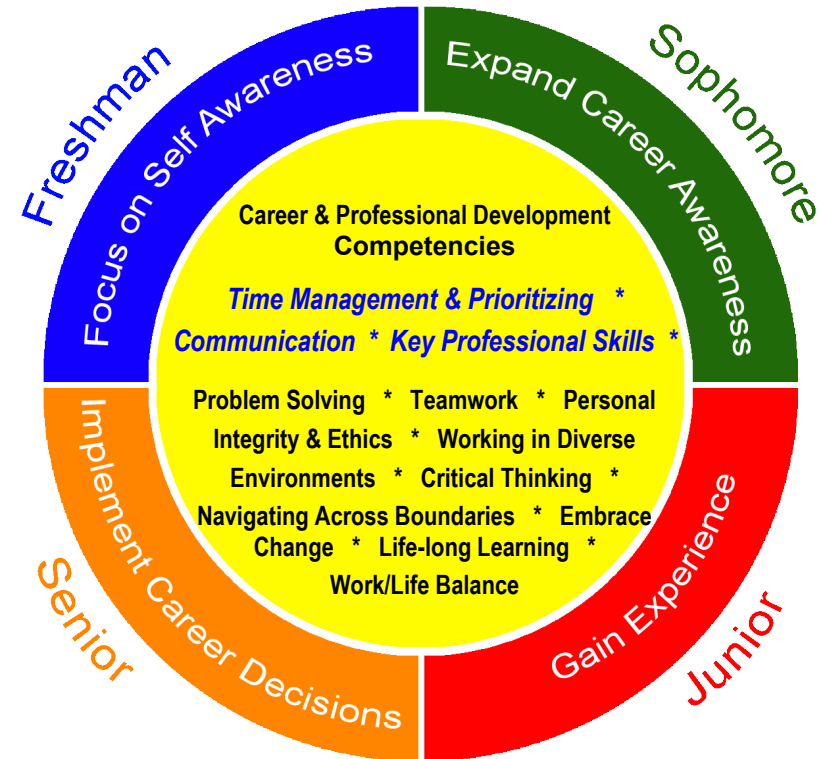 Freshman
Focus on Self Awareness
Sophomore
Expand Career Awareness
Career & Professional Development
Competencies
Time Management & Prioritizing *
Communication * Key Professional Skills *
Problem Solving * Teamwork * Personal
Integrity & Ethics * Working in Diverse
Environments * Critical Thinking *
Navigating Across Boundaries * Embrace
Change * Life-long Learning *
Work/Life Balance
Gain Experience
Junior
Implement Career Decisions
Senior